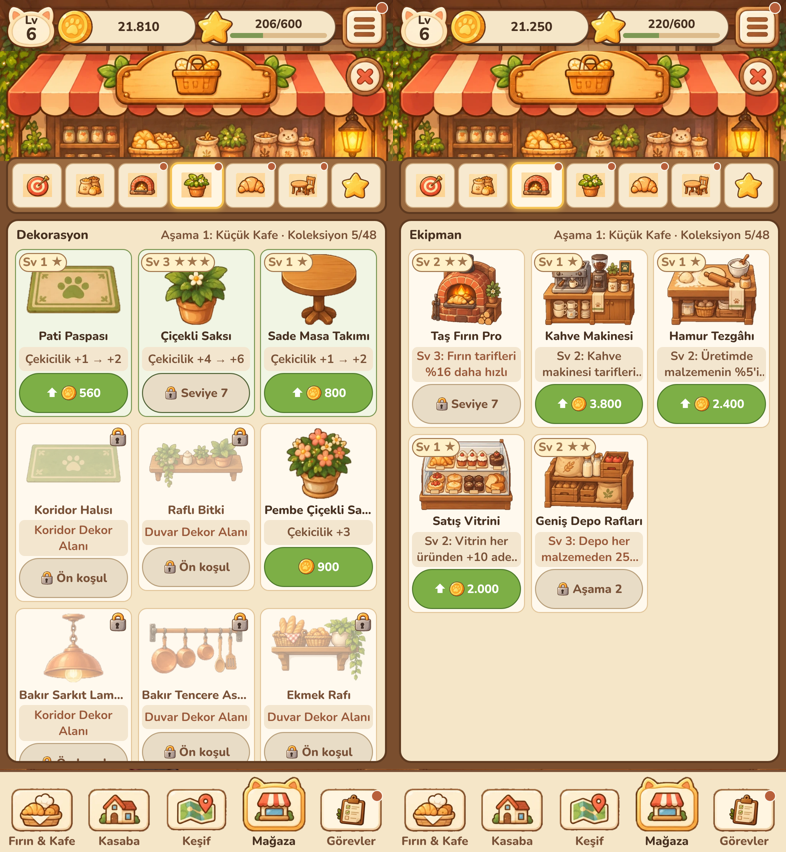 Lv
6
21.810
206/600
Dekorasyon
Aşama 1: Küçük Kafe · Koleksiyon 5/48
Sv 1 ★
Sv 3 ★★★
Sv 1 ★
Pati Paspası
Çiçekli Saksı
Sade Masa Takımı
Çekicilik +1 → +2
Çekicilik +4 → +6
Çekicilik +1 → +2
560
Seviye 7
800
Koridor Halısı
Raflı Bitki
Pembe Çiçekli Sa...
Koridor Dekor
Alanı
Duvar Dekor Alanı
Çekicilik +3
Ön koşul
Ön koşul
900
Bakır Sarkıt Lam...
Bakır Tencere As...
Ekmek Rafı
Koridor Dekor
Alanı
Duvar Dekor Alanı
Duvar Dekor Alanı
Ön koşul
Ön koşul
Ön koşul
Fırın & Kafe
Kasaba
Keşif
Mağaza
Görevler
Lv
6
21.250
220/600
Ekipman
Aşama 1: Küçük Kafe · Koleksiyon 5/48
Sv 2 ★★
Sv 1 ★
Sv 1 ★
Taş Fırın Pro
Kahve Makinesi
Hamur Tezgâhı
Sv 3: Fırın tarifleri
%16 daha hızlı
Sv 2: Kahve
makinesi tarifleri..
Sv 2: Üretimde
malzemenin %5'i..
Seviye 7
3.800
2.400
Sv 1 ★
Sv 2 ★★
Satış Vitrini
Geniş Depo Rafları
Sv 2: Vitrin her
üründen +10 ade..
Sv 3: Depo her
malzemeden 25...
2.000
Aşama 2
Fırın & Kafe
Kasaba
Keşif
Mağaza
Görevler